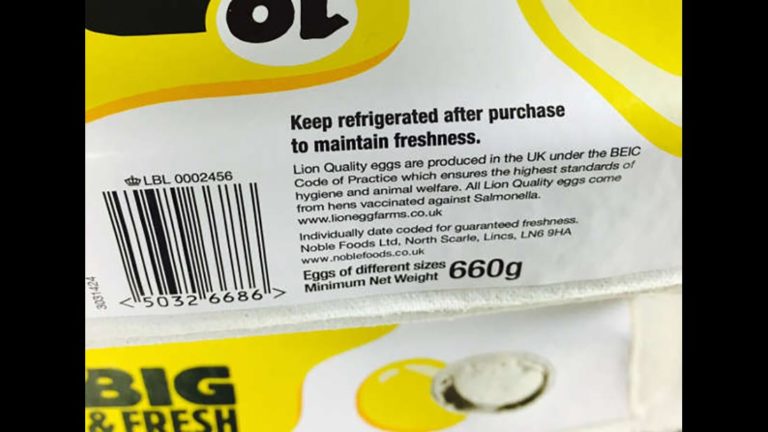 10
Keep refrigerated after purchase
to maintain freshness.
Lion Quality eggs are produced in the UK under the BEIC
Code of Practice which ensures the highest standards of
hygiene and animal welfare. All Lion Quality eggs come
from hens vaccinated against Salmonella.
www.lioneggfarms.co.uk
Individually date coded for guaranteed freshness.
Noble Foods Ltd, North Scarle, Lincs, LN6 9HA
www.noblefoods.co.uk
Eggs of different sizes
Minimum Net Weight 660g
LBL 0002456
<"5032"6686">
3031424
BIG
& FRESH